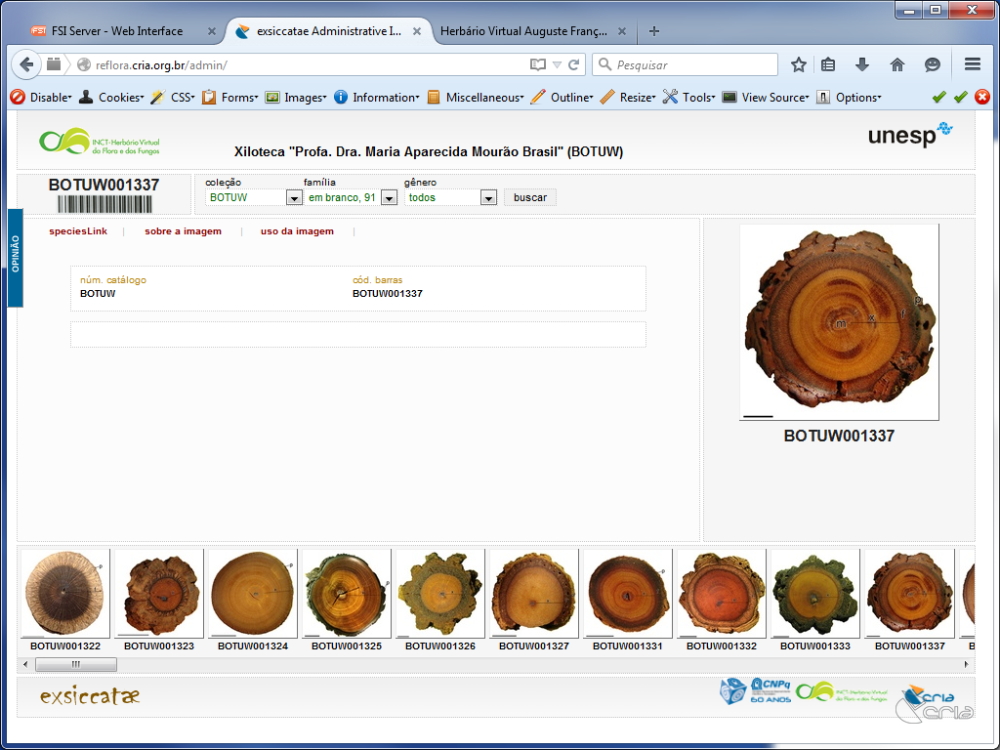 FSI FSI Server - Web Interface
exsiccatae Administrative I...
Herbário Virtual Auguste Franç...
reflora.cria.org.br/admin/
Pesquisar
Disable Cookies CSS Forms Images Information Miscellaneous Outline Resize Tools View Source Options
INCT-Herbário Virtual
da Flora e dos Fungos
Xiloteca "Profa. Dra. Maria Aparecida Mourão Brasil" (BOTUW)
unesp
BOTUW001337
coleção família gênero
BOTUW em branco, 91 todos buscar
OPINIÃO
speciesLink | sobre a imagem | uso da imagem |
núm. catálogo cód. barras
BOTUW BOTUW001337
m x f p
BOTUW001337
BOTUW001322 BOTUW001323 BOTUW001324 BOTUW001325 BOTUW001326 BOTUW001327 BOTUW001331 BOTUW001332 BOTUW001333 BOTUW001337 B
exsiccatæ
CNPq
60 ANOS
INCT-Herbário Virtual
da Flora e dos Fungos
cria
cria